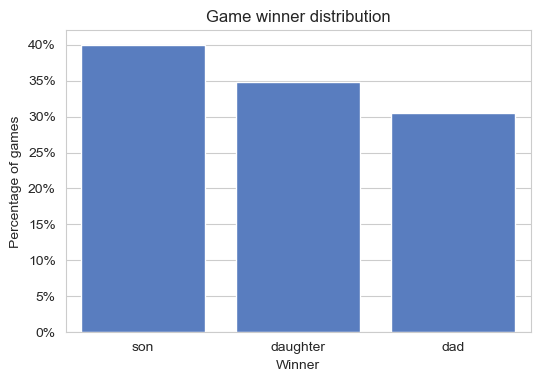 Game winner distribution
Percentage of games
40%
35%
30%
25%
20%
15%
10%
5%
0%
son daughter dad
Winner